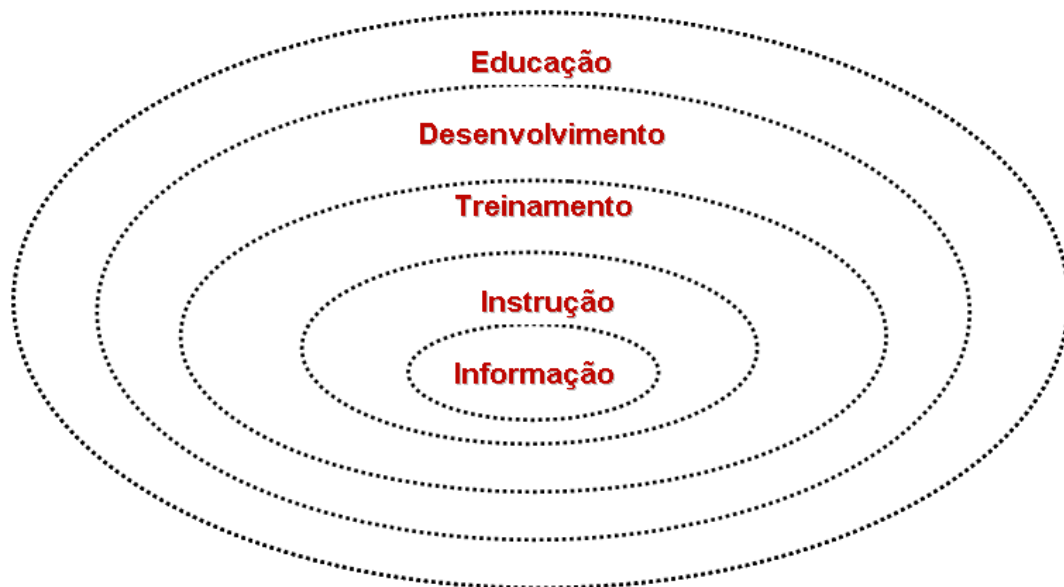 Educação
Desenvolvimento
Treinamento
Instrução
Informação